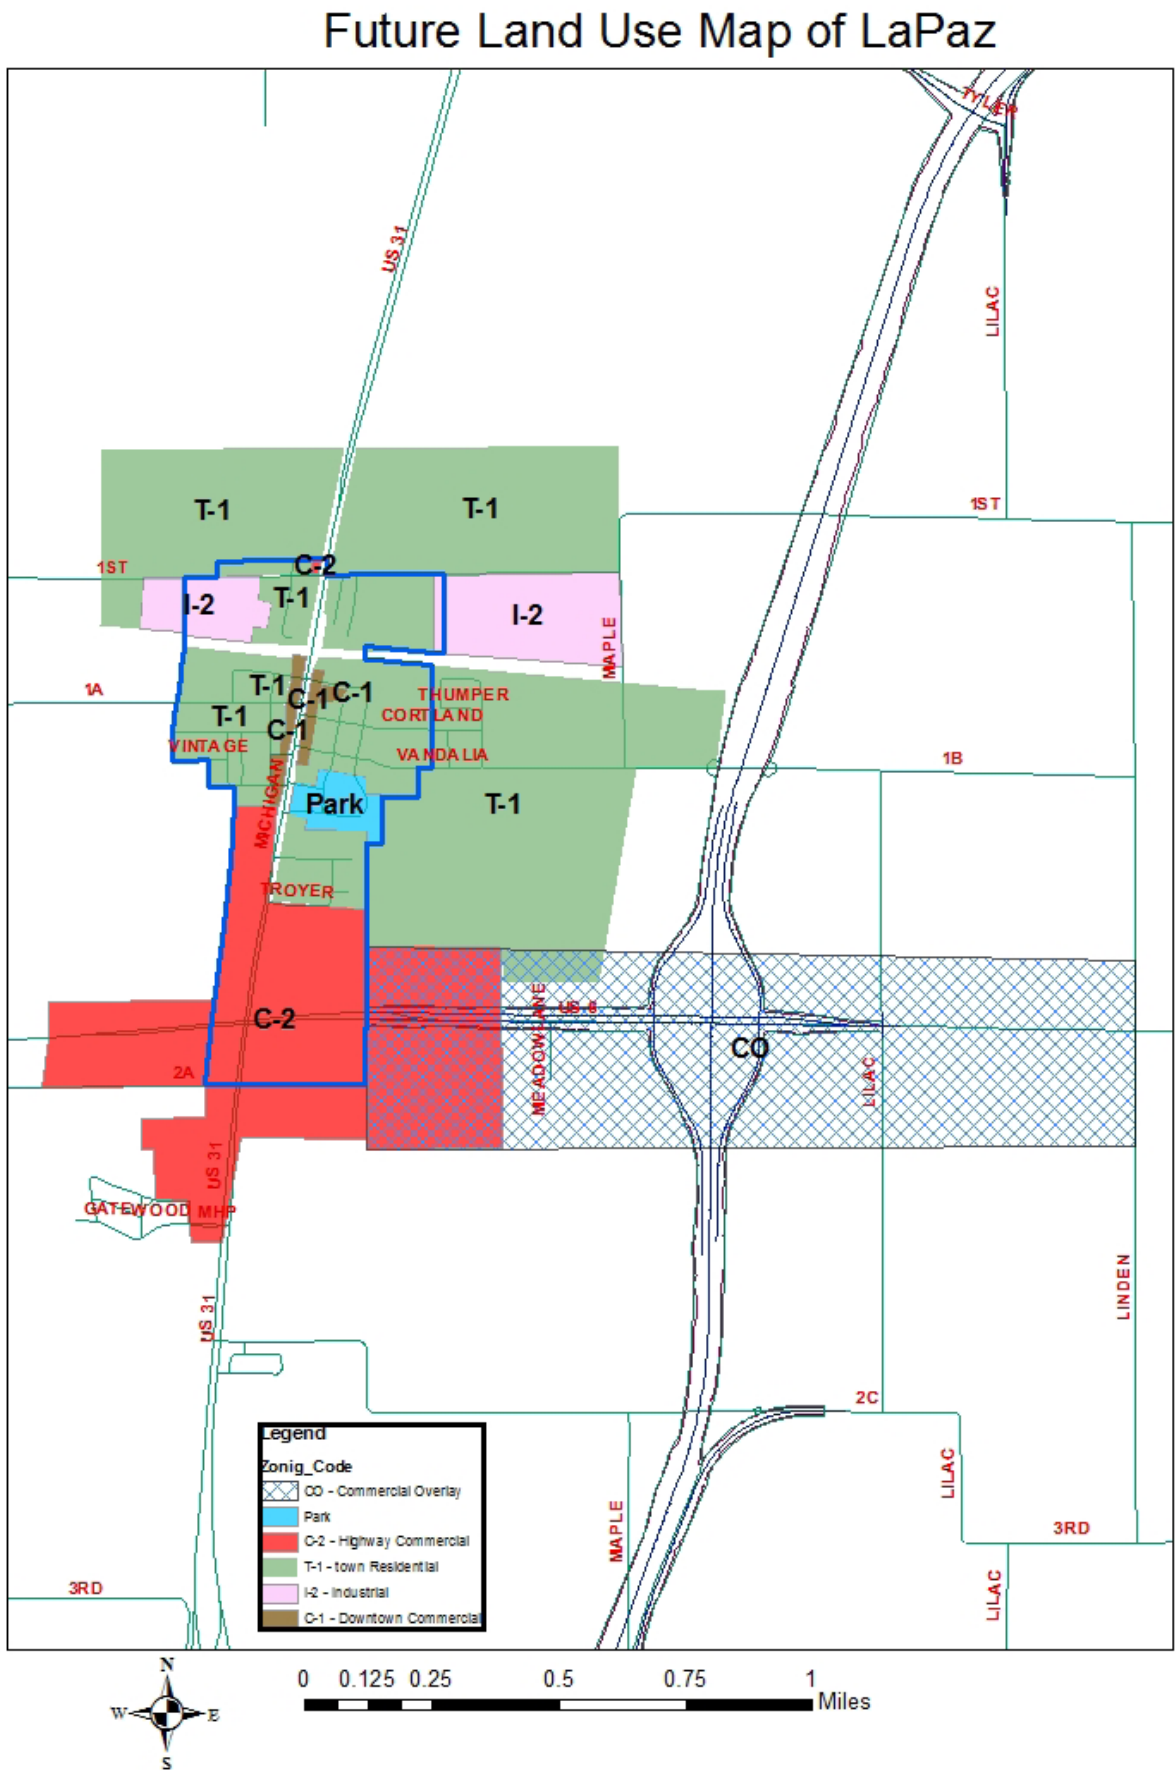 Future Land Use Map of LaPaz
TYLER
US 31
LILAC
1ST
T-1
T-1
C-2
1ST
I-2
T-1
I-2
MAPLE
T-1
C-1
C-1
1A
THUMPER
CORTLAND
T-1
C-1
VINTAGE
VANDALIA
1B
MICHIGAN
Park
T-1
TROYER
US 6
C-2
MEADOWLANE
CO
2A
LILAC
US 31
GATEWOOD MHP
LINDEN
US 31
2C
Legend
Zonig_Code
CO - Commercial Overlay
Park
C-2 - Highway Commercial
T-1 - town Residential
I-2 - Industrial
C-1 - Downtown Commercial
LILAC
MAPLE
3RD
3RD
LILAC
N
W E
S
0 0.125 0.25 0.5 0.75 1
Miles